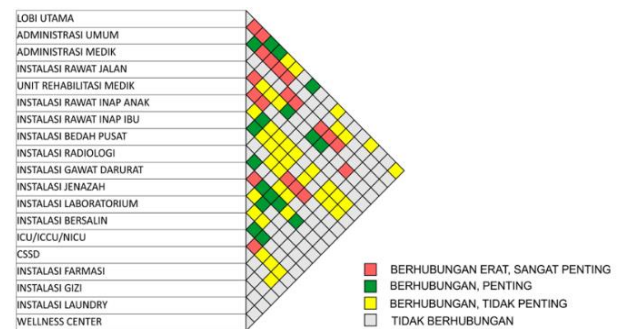 LOBI UTAMA
ADMINISTRASI UMUM
ADMINISTRASI MEDIK
INSTALASI RAWAT JALAN
UNIT REHABILITASI MEDIK
INSTALASI RAWAT INAP ANAK
INSTALASI RAWAT INAP IBU
INSTALASI BEDAH PUSAT
INSTALASI RADIOLOGI
INSTALASI GAWAT DARURAT
INSTALASI JENAZAH
INSTALASI LABORATORIUM
INSTALASI BERSALIN
ICU/ICCU/NICU
CSSD
INSTALASI FARMASI
INSTALASI GIZI
INSTALASI LAUNDRY
WELLNESS CENTER
BERHUBUNGAN ERAT, SANGAT PENTING
BERHUBUNGAN, PENTING
BERHUBUNGAN, TIDAK PENTING
TIDAK BERHUBUNGAN